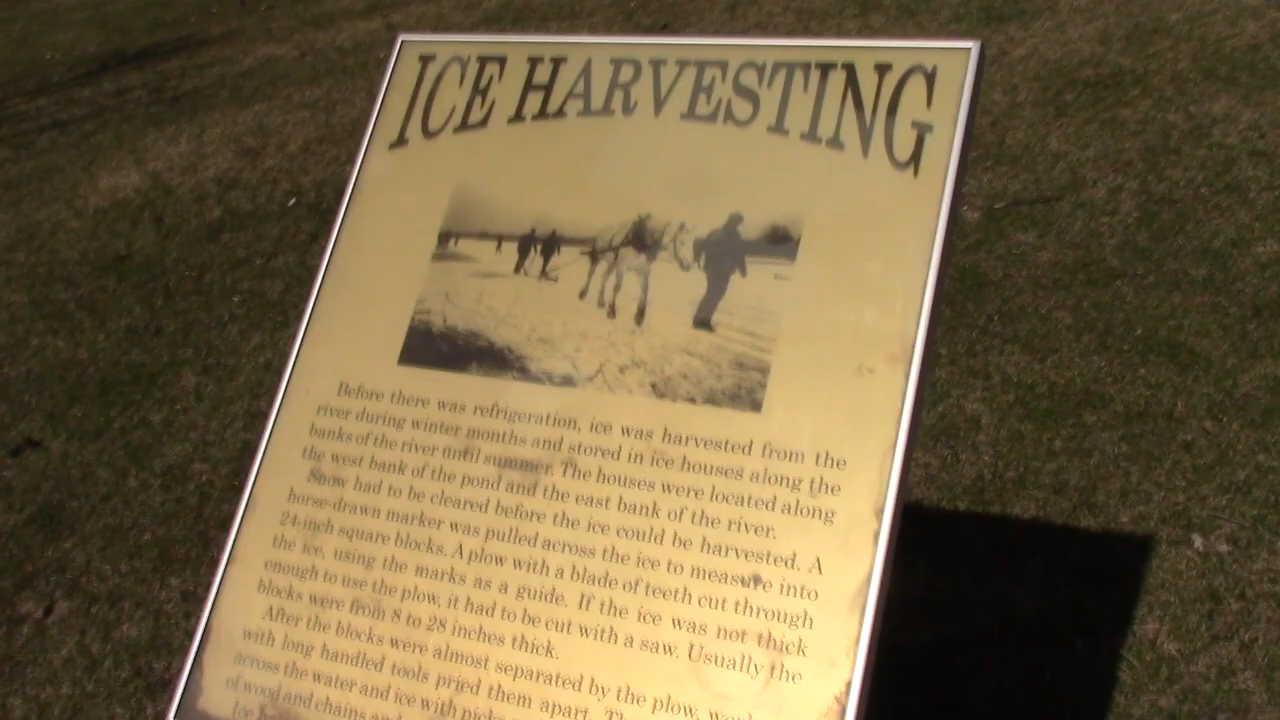 ICE HARVESTING
Before there was refrigeration, ice was harvested from the
river during winter months and stored in ice houses along the
banks of the river until summer. The houses were located along
the west bank of the pond and the east bank of the river.
Snow had to be cleared before the ice could be harvested. A
horse-drawn marker was pulled across the ice to measure into
24-inch square blocks. A plow with a blade of teeth cut through
the ice, using the marks as a guide. If the ice was not thick
enough to use the plow, it had to be cut with a saw. Usually the
blocks were from 8 to 28 inches thick.
After the blocks were almost separated by the plow,
with long handled tools pried them apart.
across the water and ice with
of wood and chains
Ice